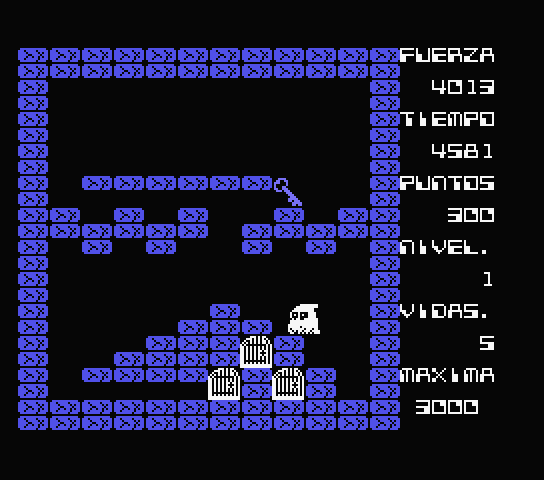 FUERZA
4013
TIEMPO
4581
PUNTOS
300
NIVEL.
1
VIDAS.
5
MAXIMA
3000